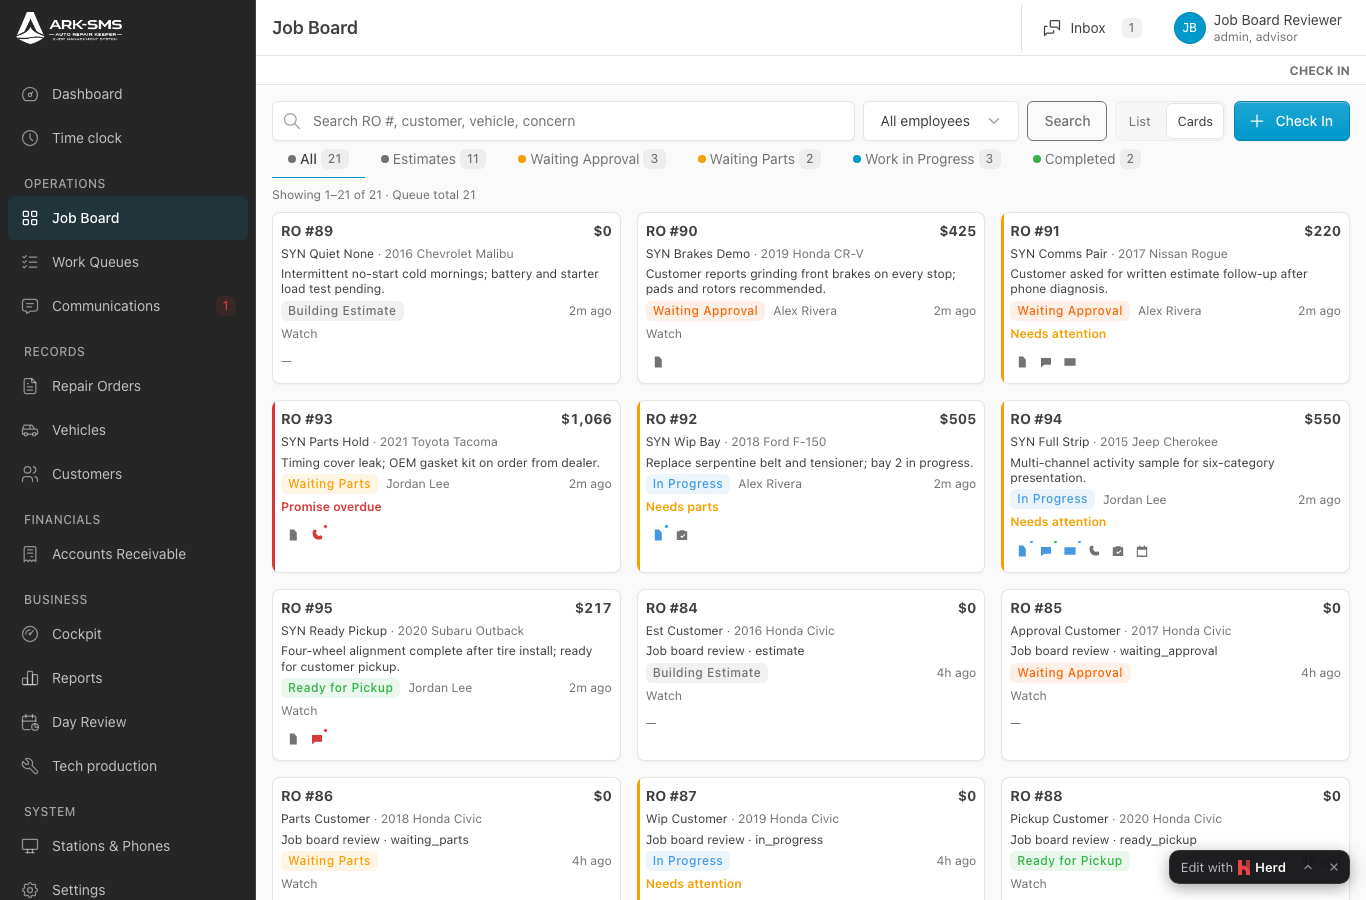 ARK-SMS
AUTO REPAIR KEEPER
SHOP MANAGEMENT SYSTEM
Dashboard
Time clock
OPERATIONS
Job Board
Work Queues
Communications 1
RECORDS
Repair Orders
Vehicles
Customers
FINANCIALS
Accounts Receivable
BUSINESS
Cockpit
Reports
Day Review
Tech production
SYSTEM
Stations & Phones
Settings
Job Board
Inbox 1
JB
Job Board Reviewer
admin, advisor
CHECK IN
Search RO #, customer, vehicle, concern
All employees
Search
List
Cards
Check In
All 21
Estimates 11
Waiting Approval 3
Waiting Parts 2
Work in Progress 3
Completed 2
Showing 1–21 of 21 · Queue total 21
RO #89 $0
SYN Quiet None · 2016 Chevrolet Malibu
Intermittent no-start cold mornings; battery and starter
load test pending.
Building Estimate 2m ago
Watch
—
RO #90 $425
SYN Brakes Demo · 2019 Honda CR-V
Customer reports grinding front brakes on every stop;
pads and rotors recommended.
Waiting Approval Alex Rivera 2m ago
Watch
RO #91 $220
SYN Comms Pair · 2017 Nissan Rogue
Customer asked for written estimate follow-up after
phone diagnosis.
Waiting Approval Alex Rivera 2m ago
Needs attention
RO #93 $1,066
SYN Parts Hold · 2021 Toyota Tacoma
Timing cover leak; OEM gasket kit on order from dealer.
Waiting Parts Jordan Lee 2m ago
Promise overdue
RO #92 $505
SYN Wip Bay · 2018 Ford F-150
Replace serpentine belt and tensioner; bay 2 in progress.
In Progress Alex Rivera 2m ago
Needs parts
RO #94 $550
SYN Full Strip · 2015 Jeep Cherokee
Multi-channel activity sample for six-category
presentation.
In Progress Jordan Lee 2m ago
Needs attention
RO #95 $217
SYN Ready Pickup · 2020 Subaru Outback
Four-wheel alignment complete after tire install; ready
for customer pickup.
Ready for Pickup Jordan Lee 2m ago
Watch
RO #84 $0
Est Customer · 2016 Honda Civic
Job board review · estimate
Building Estimate 4h ago
Watch
—
RO #85 $0
Approval Customer · 2017 Honda Civic
Job board review · waiting_approval
Waiting Approval 4h ago
Watch
—
RO #86 $0
Parts Customer · 2018 Honda Civic
Job board review · waiting_parts
Waiting Parts 4h ago
Watch
RO #87 $0
Wip Customer · 2019 Honda Civic
Job board review · in_progress
In Progress 4h ago
Needs attention
RO #88 $0
Pickup Customer · 2020 Honda Civic
Job board review · ready_pickup
Ready for Pickup
Watch
Edit with Herd